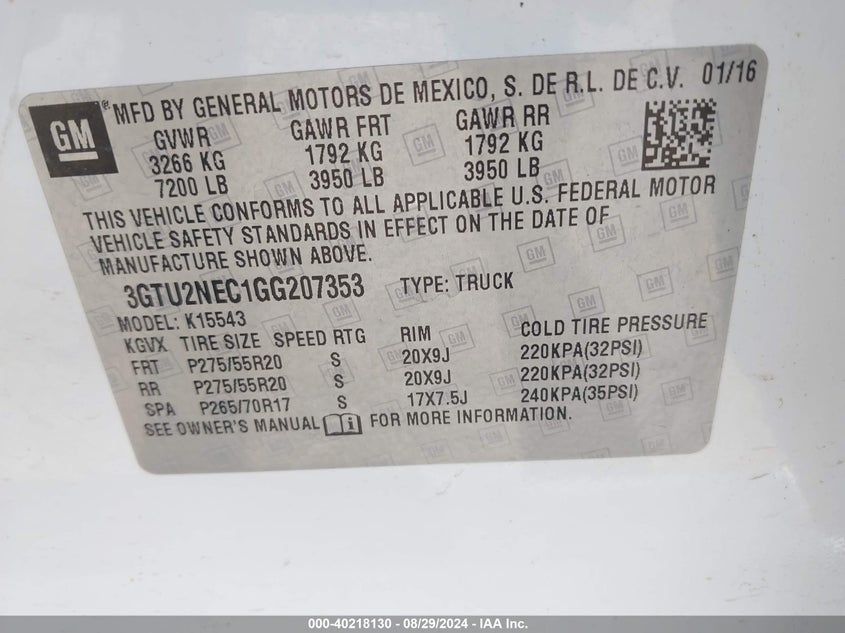 GM® MFD BY GENERAL MOTORS DE MEXICO, S. DE R.L. DE C.V. 01/16
GVWR GAWR FRT GAWR RR
3266 KG 1792 KG 1792 KG
7200 LB 3950 LB 3950 LB
THIS VEHICLE CONFORMS TO ALL APPLICABLE U.S. FEDERAL MOTOR
VEHICLE SAFETY STANDARDS IN EFFECT ON THE DATE OF
MANUFACTURE SHOWN ABOVE.
3GTU2NEC1GG207353 TYPE: TRUCK
MODEL: K15543
KGVX TIRE SIZE SPEED RTG RIM COLD TIRE PRESSURE
FRT P275/55R20 S 20X9J 220KPA(32PSI)
RR P275/55R20 S 20X9J 220KPA(32PSI)
SPA P265/70R17 S 17X7.5J 240KPA(35PSI)
SEE OWNER'S MANUAL FOR MORE INFORMATION.
000-40218130 - 08/29/2024 - IAA Inc.